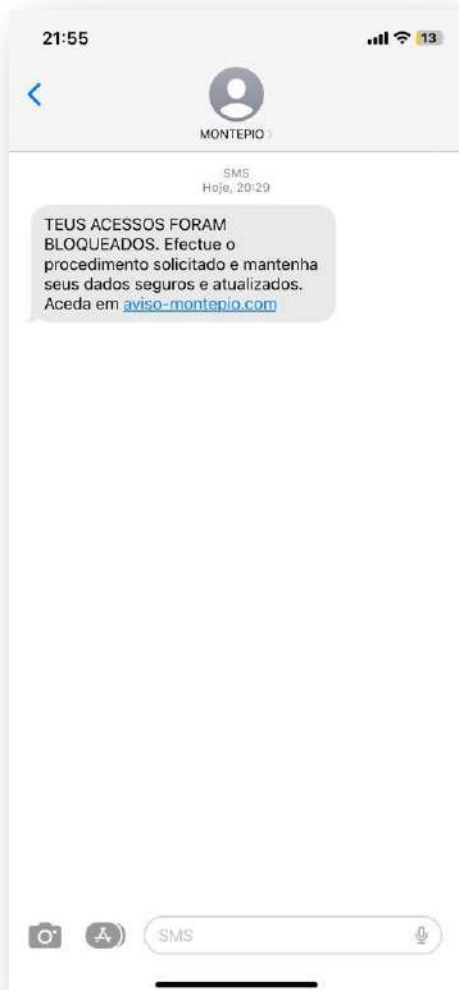 21:55
13
MONTEPIO
SMS
Hoje, 20:29
TEUS ACESSOS FORAM
BLOQUEADOS. Efectue o
procedimento solicitado e mantenha
seus dados seguros e atualizados.
Aceda em aviso-montepio.com
SMS